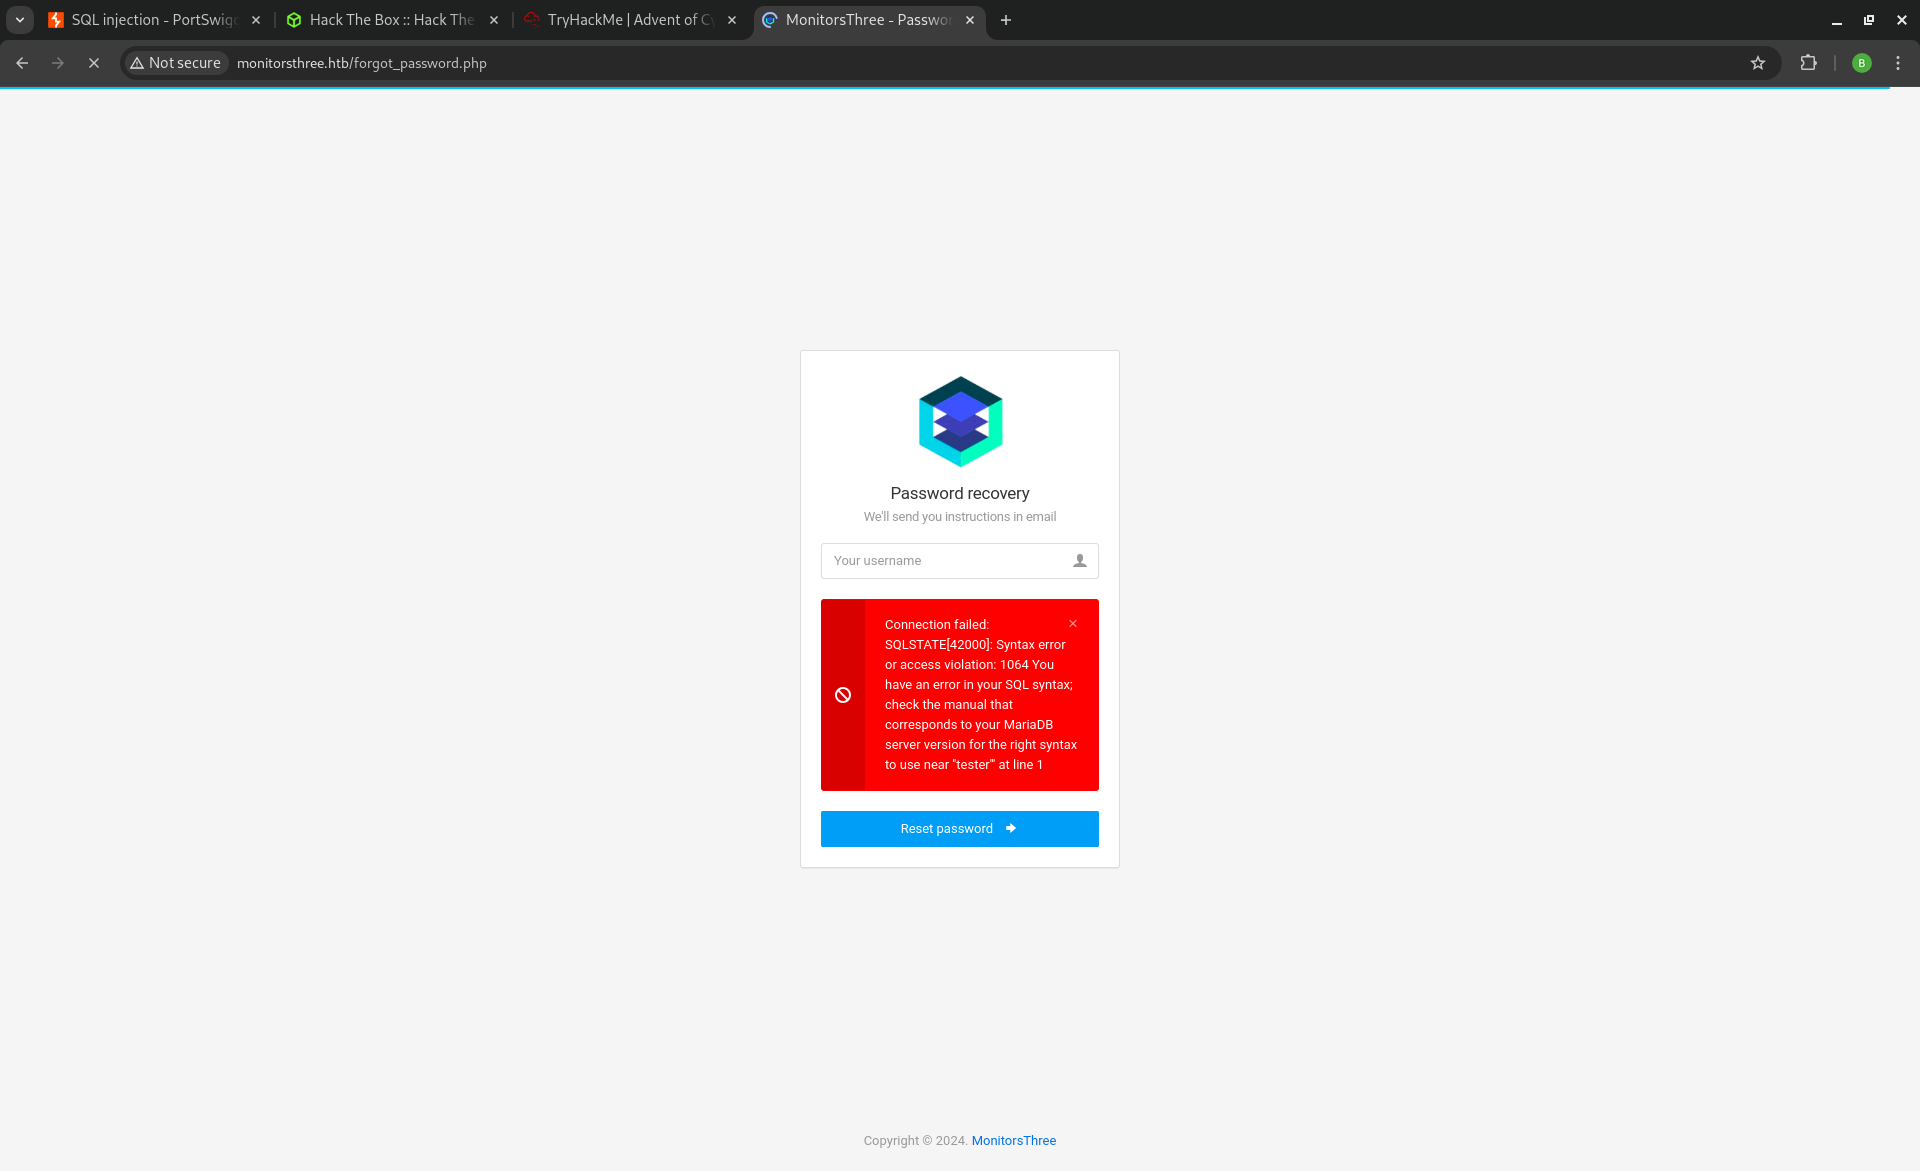 SQL injection - PortSwig
Hack The Box :: Hack The
TryHackMe | Advent of Cy
MonitorsThree - Passwor
Not secure
monitorsthree.htb/forgot_password.php
B
Password recovery
We'll send you instructions in email
Your username
Connection failed:
SQLSTATE[42000]: Syntax error
or access violation: 1064 You
have an error in your SQL syntax;
check the manual that
corresponds to your MariaDB
server version for the right syntax
to use near ''tester'' at line 1
Reset password
Copyright © 2024. MonitorsThree